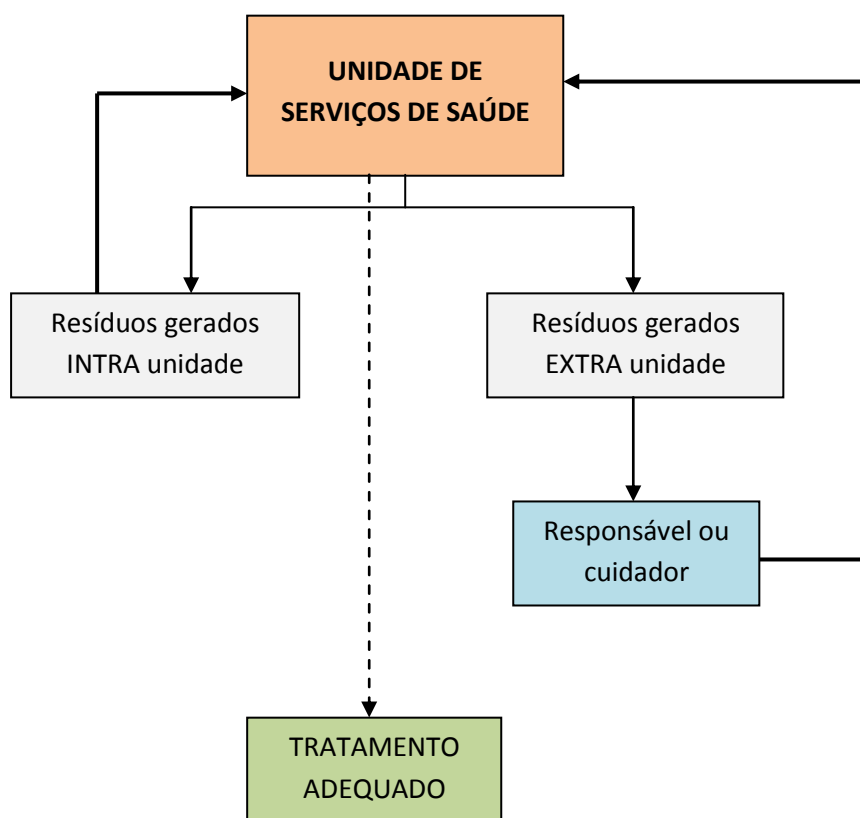 UNIDADE DE
SERVIÇOS DE SAÚDE
Resíduos gerados
INTRA unidade
Resíduos gerados
EXTRA unidade
Responsável ou
cuidador
TRATAMENTO
ADEQUADO